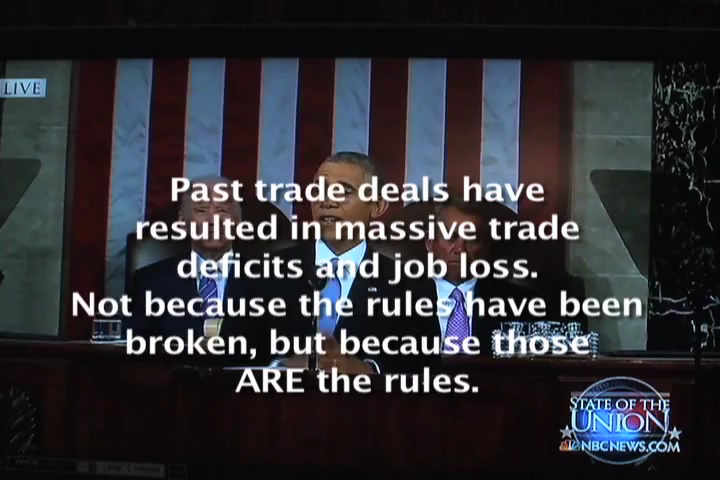 LIVE
Past trade deals have
resulted in massive trade
deficits and job loss.
Not because the rules have been
broken, but because those
ARE the rules.
STATE OF THE
UNION
NBCNEWS.COM